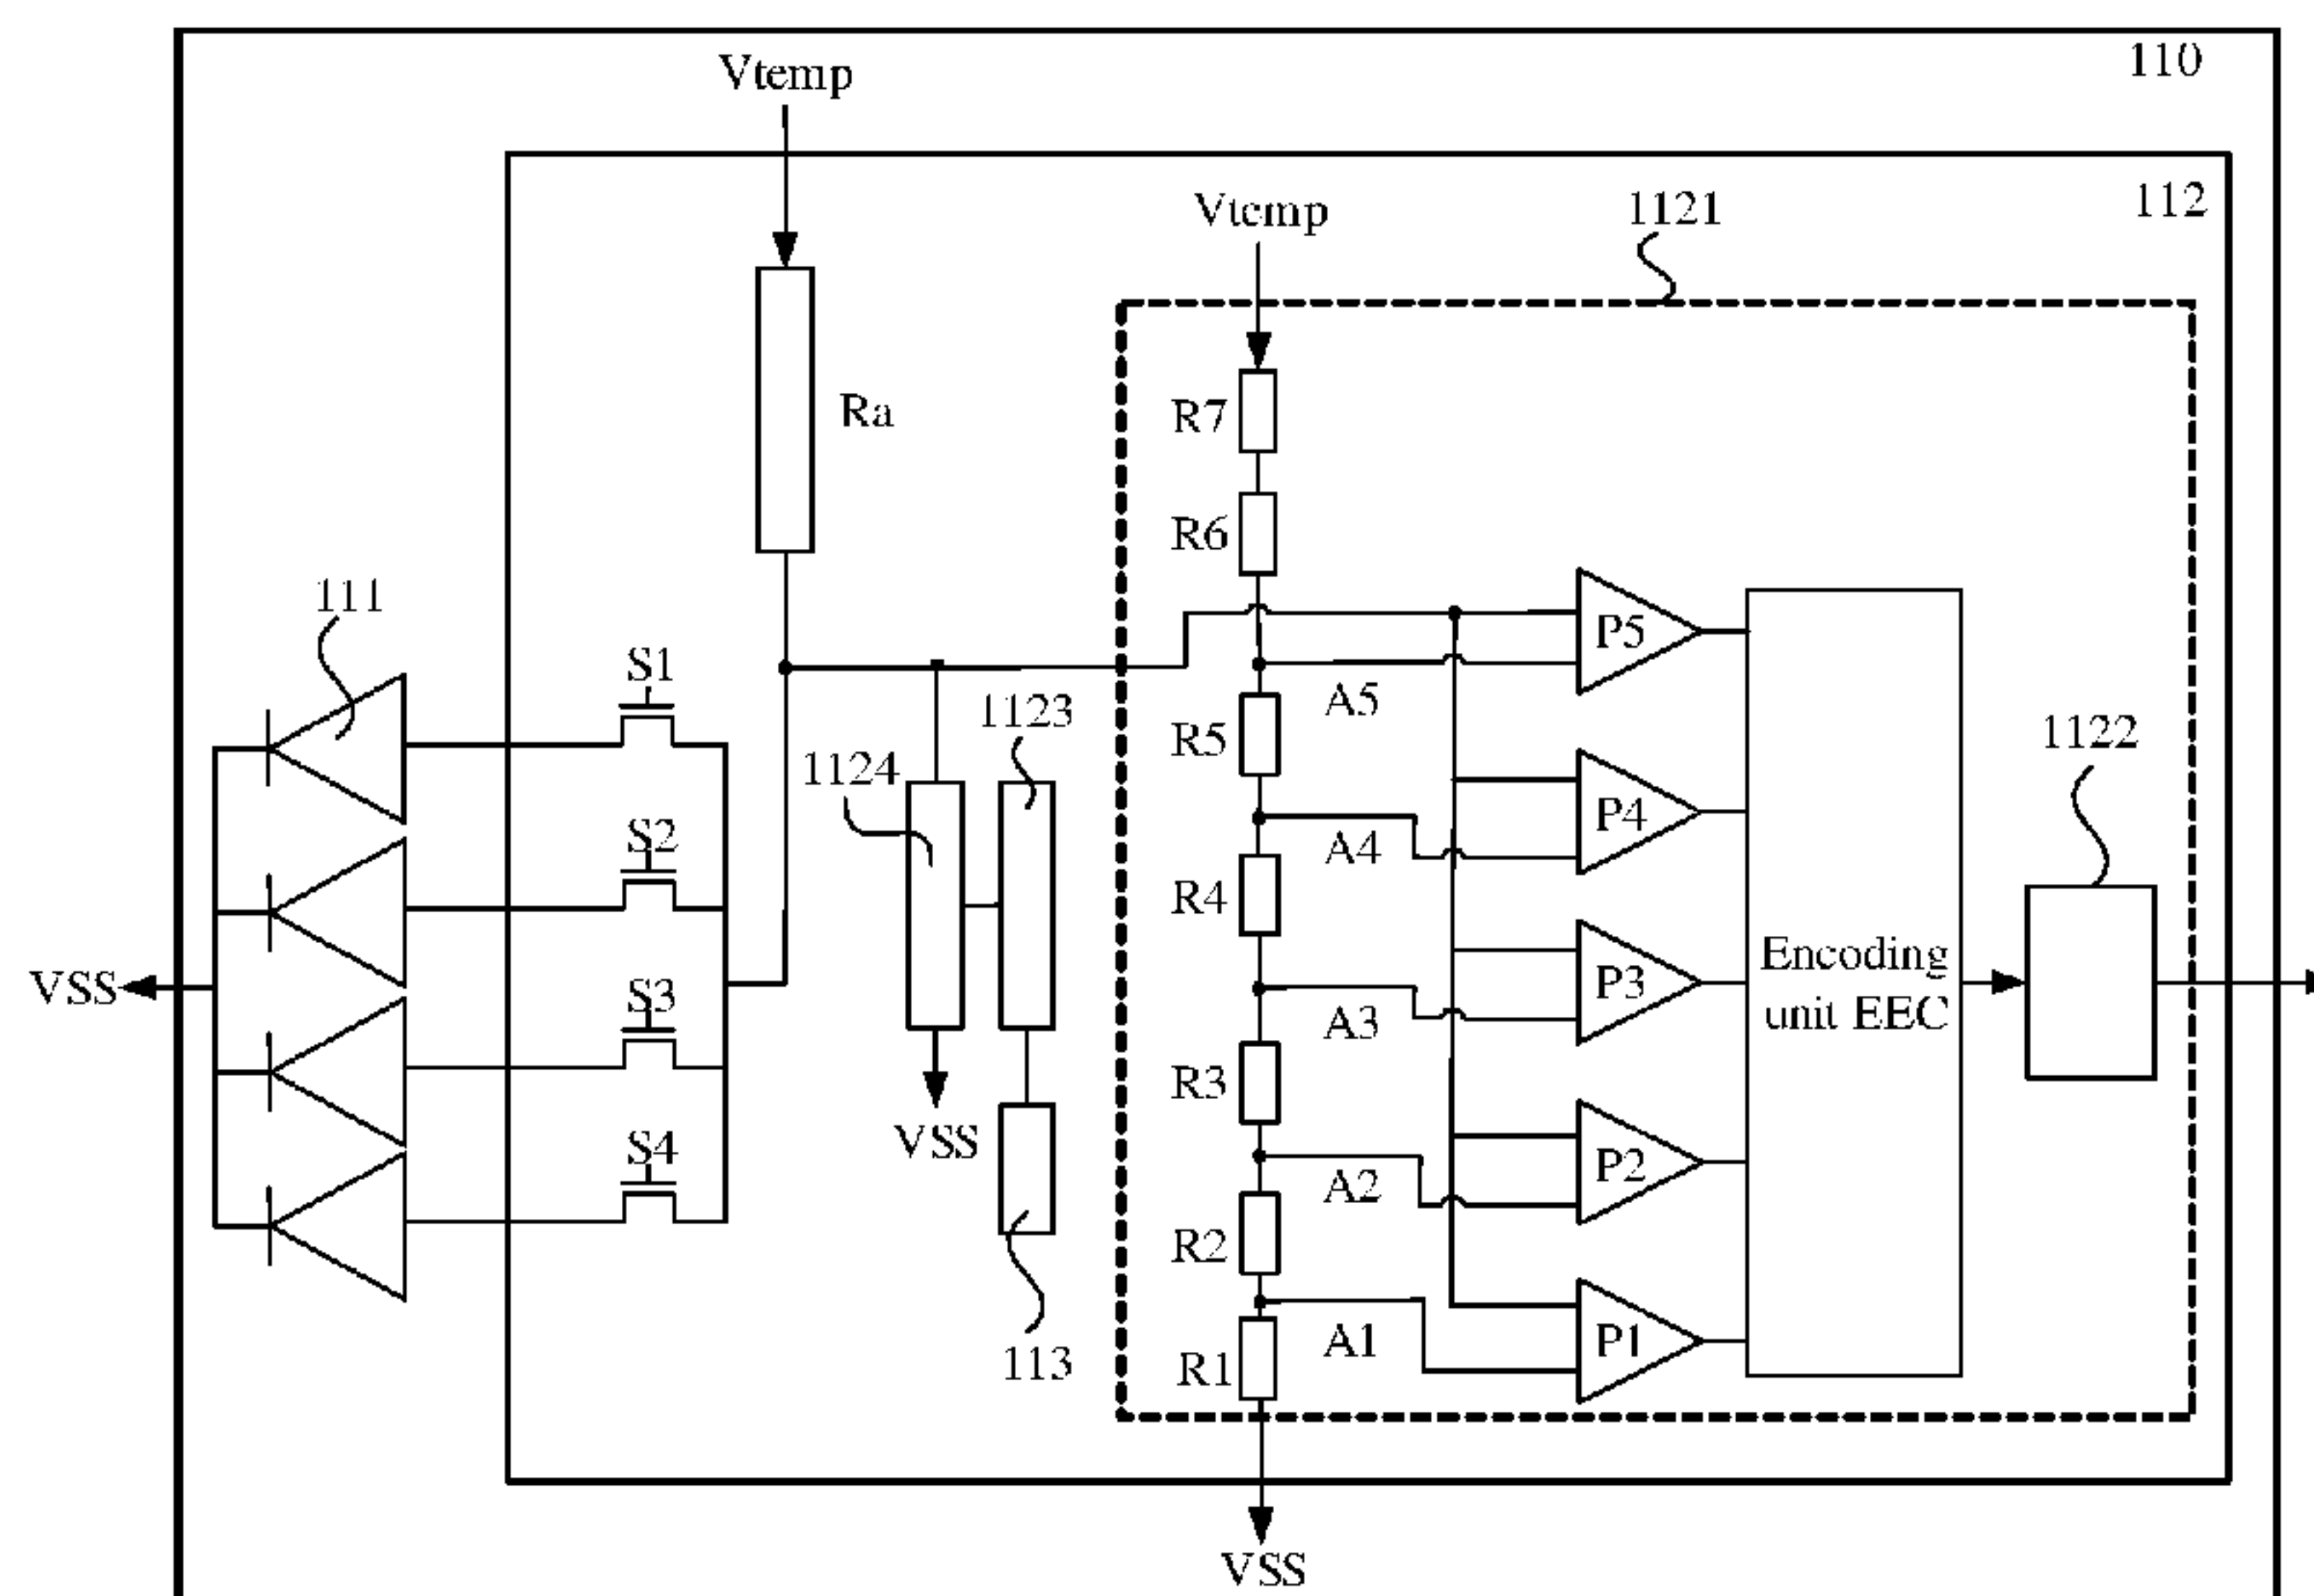 110
Vtemp
112
Vtemp
1121
Ra
R7
R6
111
S1
P5
1123
A5
R5
1122
1124
S2
A4
P4
R4
Encoding
unit EEC
VSS
S3
P3
A3
R3
VSS
S4
P2
A2
R2
113
A1
P1
R1
VSS